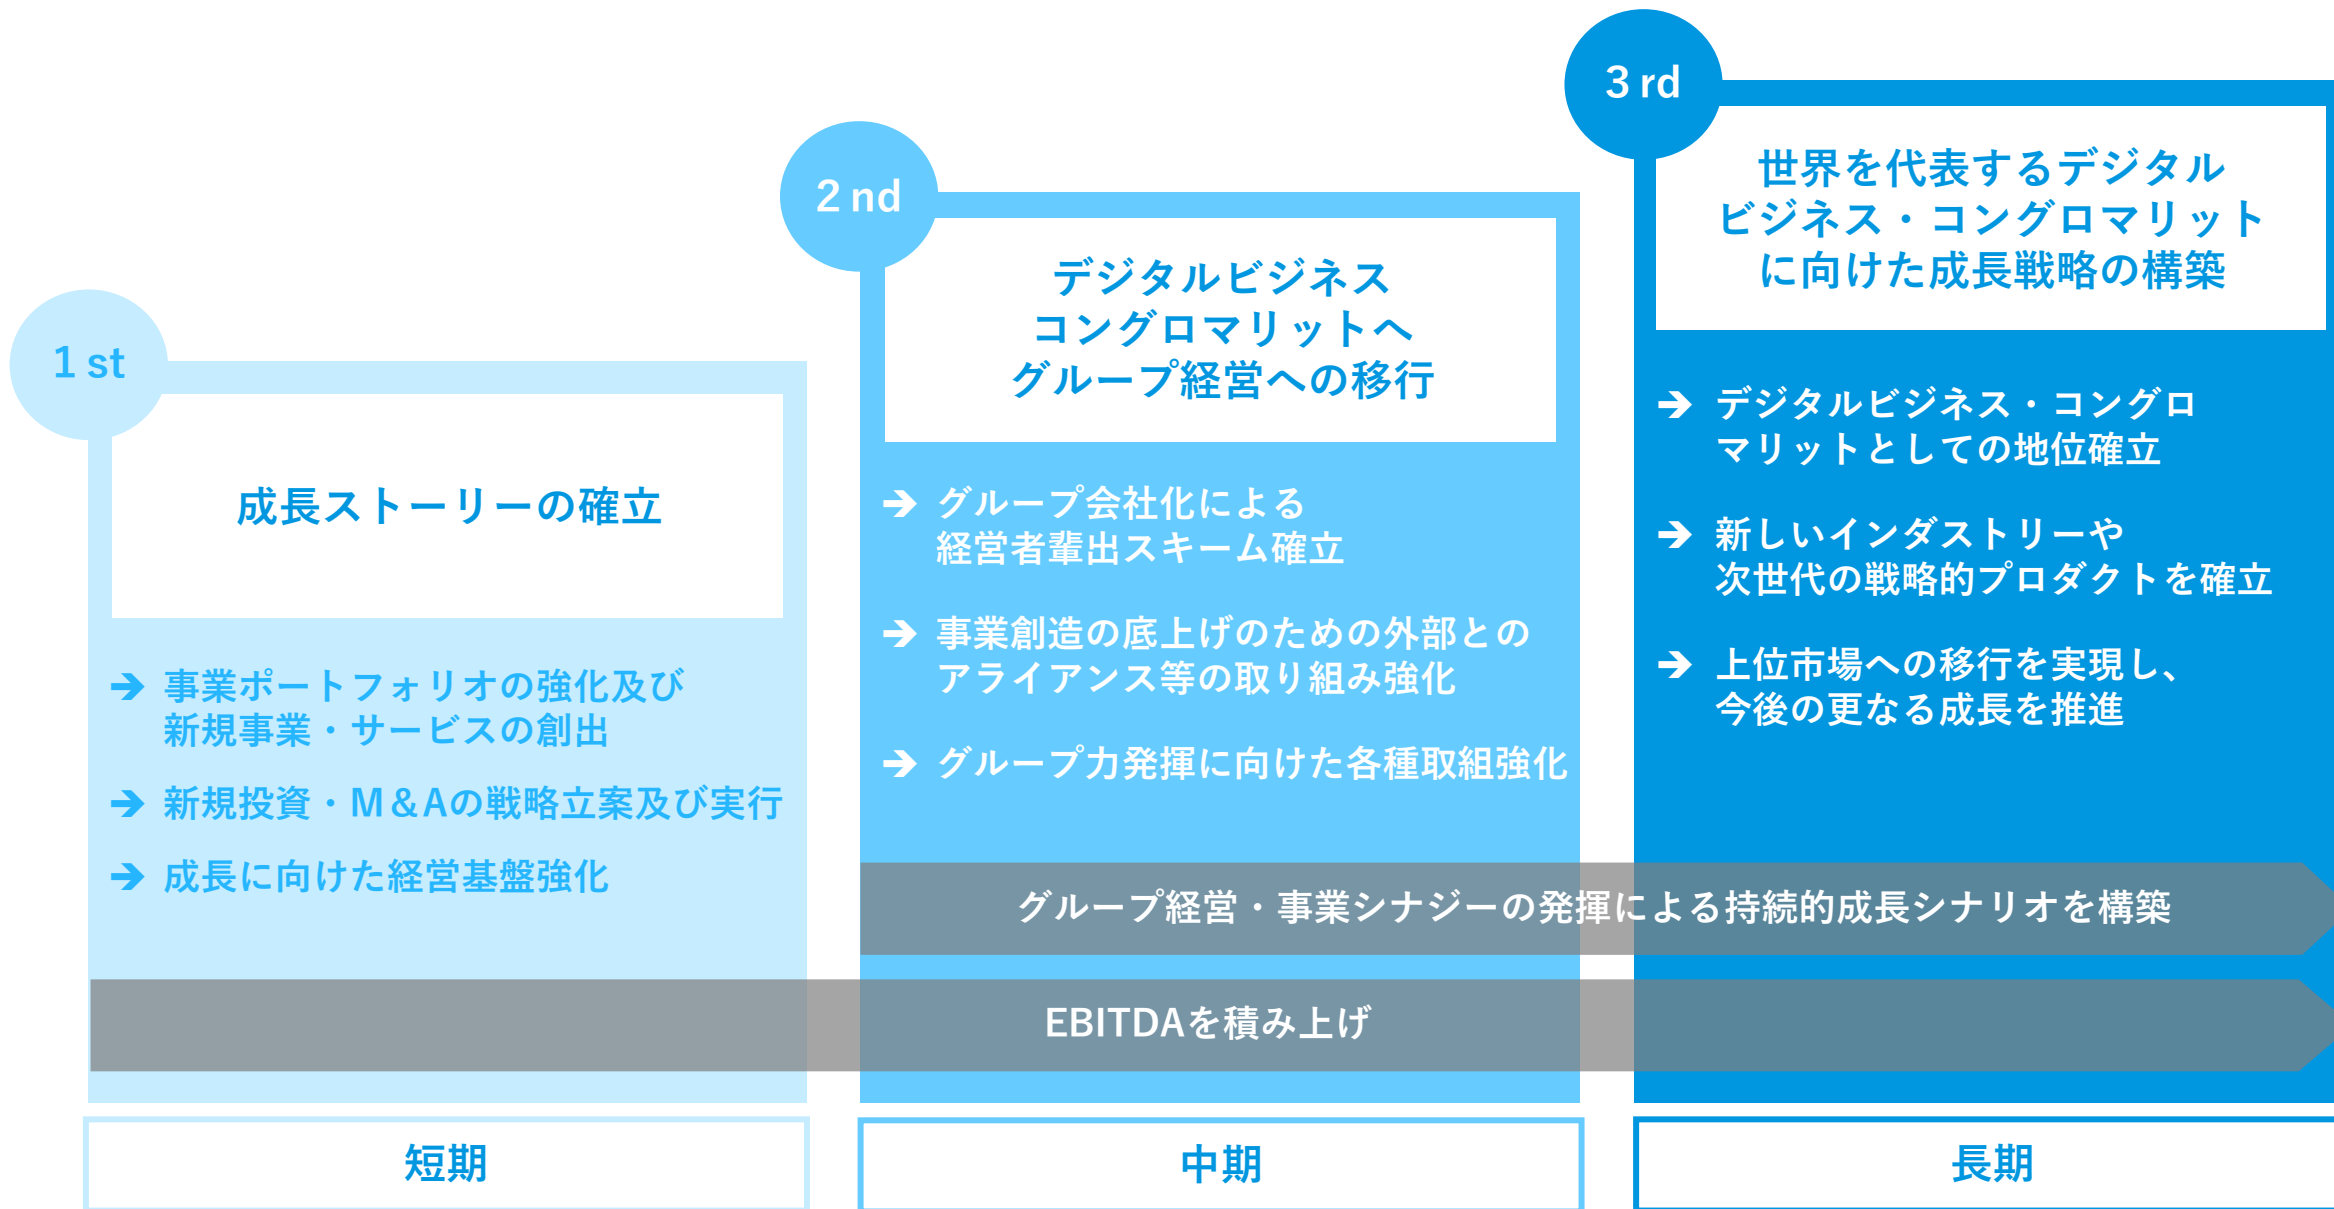 1 st
成長ストーリーの確立
事業ポートフォリオの強化及び
新規事業・サービスの創出
新規投資・M&Aの戦略立案及び実行
成長に向けた経営基盤強化
2 nd
デジタルビジネス
コングロマリットへ
グループ経営への移行
グループ会社化による
経営者輩出スキーム確立
事業創造の底上げのための外部との
アライアンス等の取り組み強化
グループ力発揮に向けた各種取組強化
3 rd
世界を代表するデジタル
ビジネス・コングロマリット
に向けた成長戦略の構築
デジタルビジネス・コングロ
マリットとしての地位確立
新しいインダストリーや
次世代の戦略的プロダクトを確立
上位市場への移行を実現し、
今後の更なる成長を推進
グループ経営・事業シナジーの発揮による持続的成長シナリオを構築
EBITDAを積み上げ
短期
中期
長期